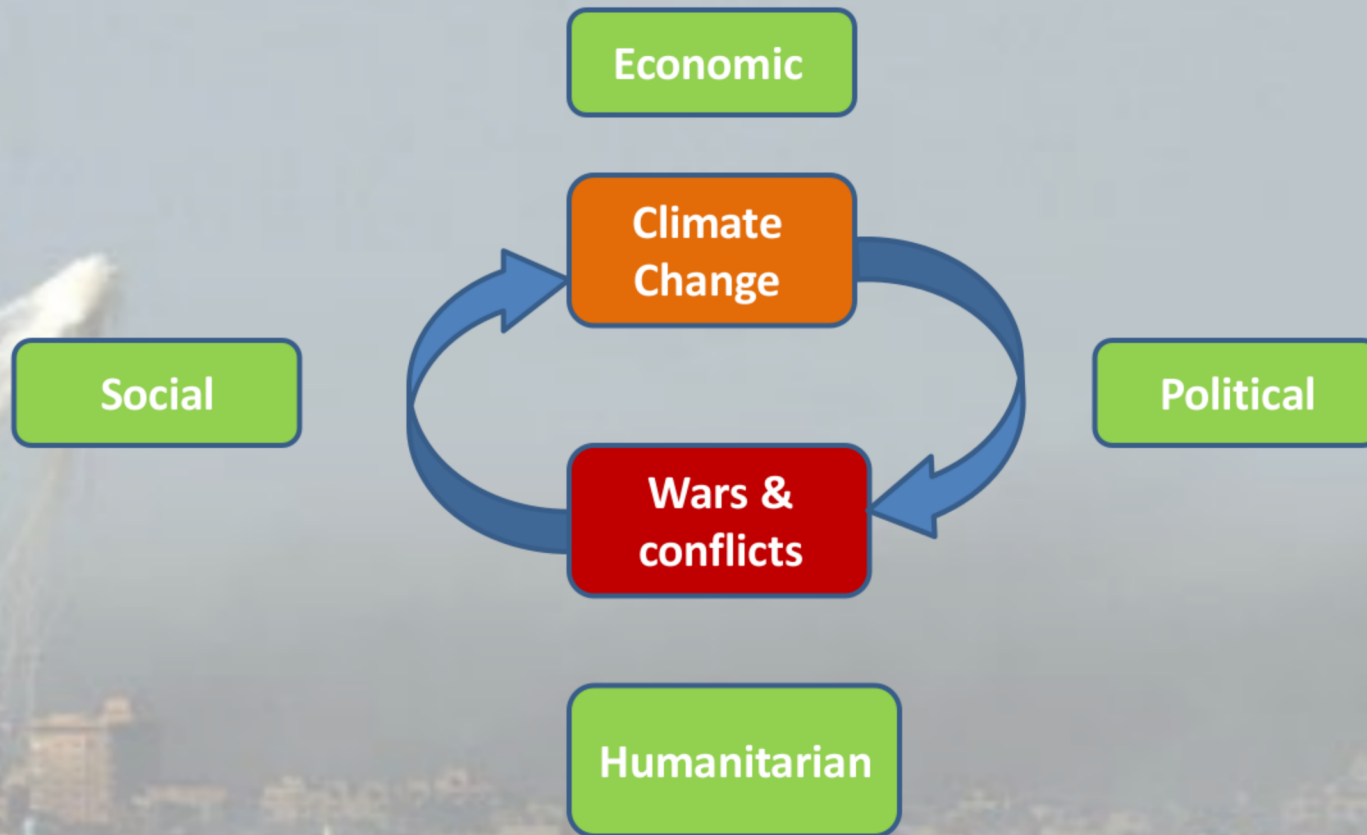 Economic
Climate
Change
Social
Political
Wars &
conflicts
Humanitarian